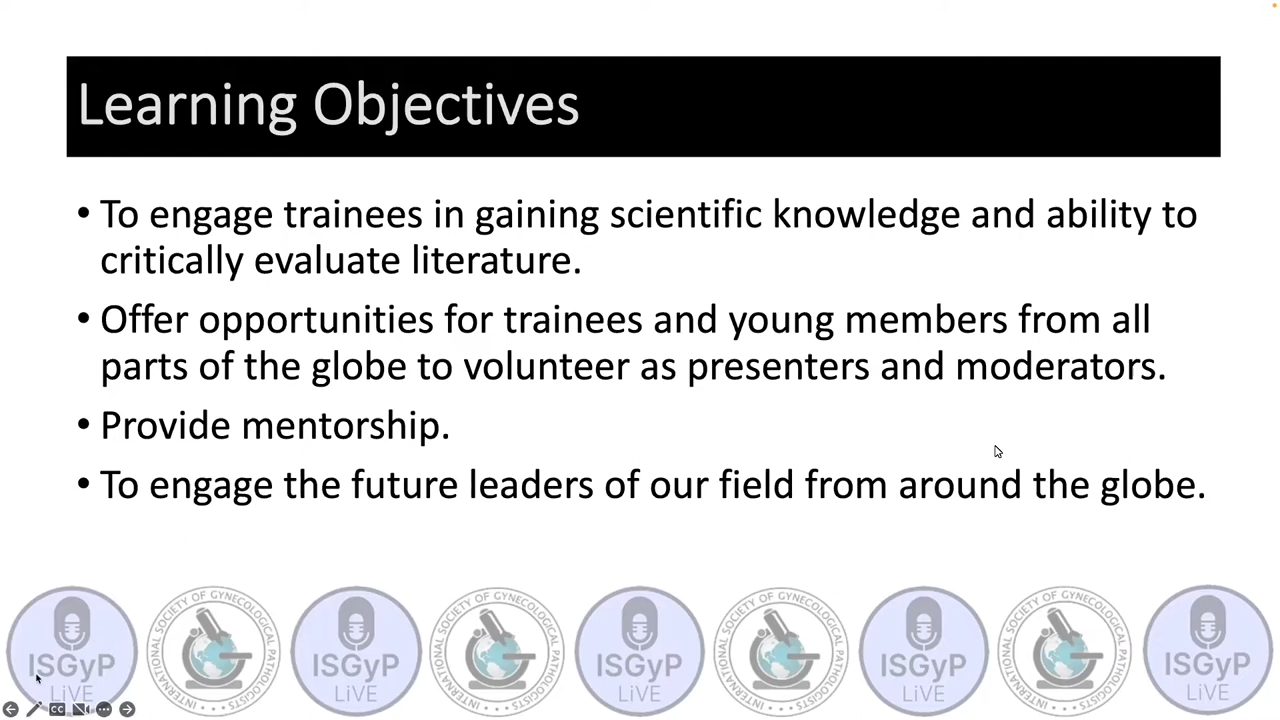 Learning Objectives
• To engage trainees in gaining scientific knowledge and ability to
critically evaluate literature.
• Offer opportunities for trainees and young members from all
parts of the globe to volunteer as presenters and moderators.
• Provide mentorship.
• To engage the future leaders of our field from around the globe.
ISGyP
LiVE
INTERNATIONAL SOCIETY OF GYNECOLOGICAL PATHOLOGISTS
ISGyP
LiVE
INTERNATIONAL SOCIETY OF GYNECOLOGICAL PATHOLOGISTS
ISGyP
LiVE
INTERNATIONAL SOCIETY OF GYNECOLOGICAL PATHOLOGISTS
ISGyP
LiVE
INTERNATIONAL SOCIETY OF GYNECOLOGICAL PATHOLOGISTS
ISGyP
LiVE
CC